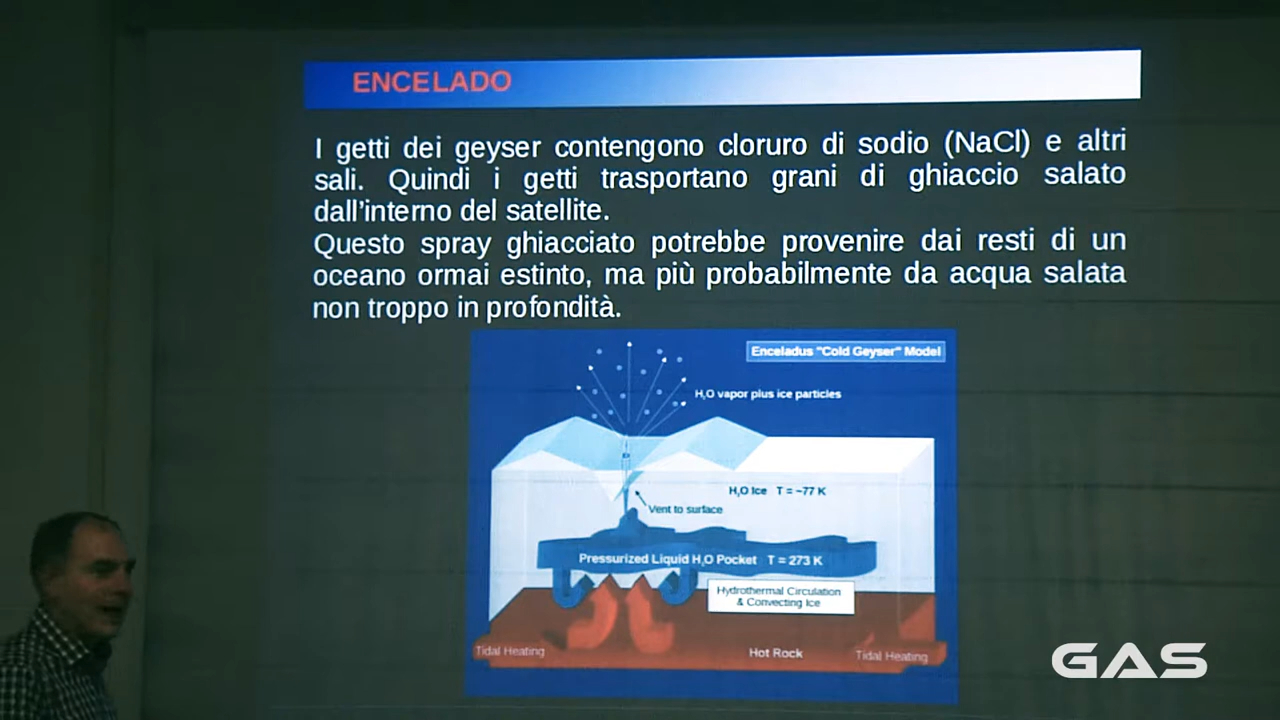 ENCELADO
I getti dei geyser contengono cloruro di sodio (NaCl) e altri
sali. Quindi i getti trasportano grani di ghiaccio salato
dall'interno del satellite.
Questo spray ghiacciato potrebbe provenire dai resti di un
oceano ormai estinto, ma più probabilmente da acqua salata
non troppo in profondità.
Enceladus "Cold Geyser" Model
H₂O vapor plus ice particles
H₂O Ice T = ~77 K
Vent to surface
Pressurized Liquid H₂O Pocket T = 273 K
Hydrothermal Circulation
& Convecting Ice
Tidal Heating
Hot Rock
Tidal Heating
GAS